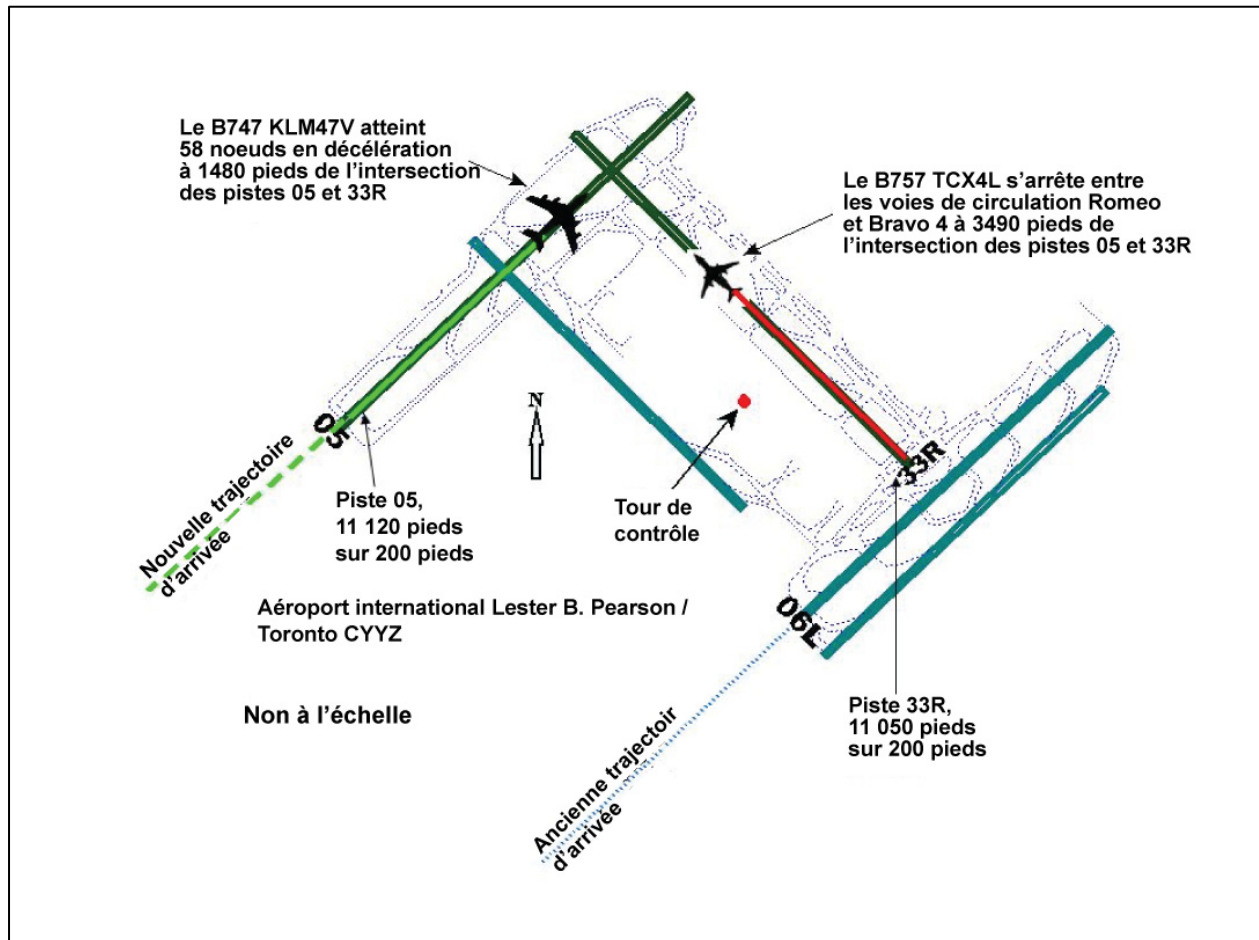 Le B747 KLM47V atteint
58 noeuds en décélération
à 1480 pieds de l'intersection
des pistes 05 et 33R
Le B757 TCX4L s'arrête entre
les voies de circulation Romeo
et Bravo 4 à 3490 pieds de
l'intersection des pistes 05 et 33R
N
05
33R
Nouvelle trajectoire
d'arrivée
Piste 05,
11 120 pieds
sur 200 pieds
Tour de
contrôle
Aéroport international Lester B. Pearson /
Toronto CYYZ
06L
Non à l'échelle
Piste 33R,
11 050 pieds
sur 200 pieds
Ancienne trajectoir
d'arrivée